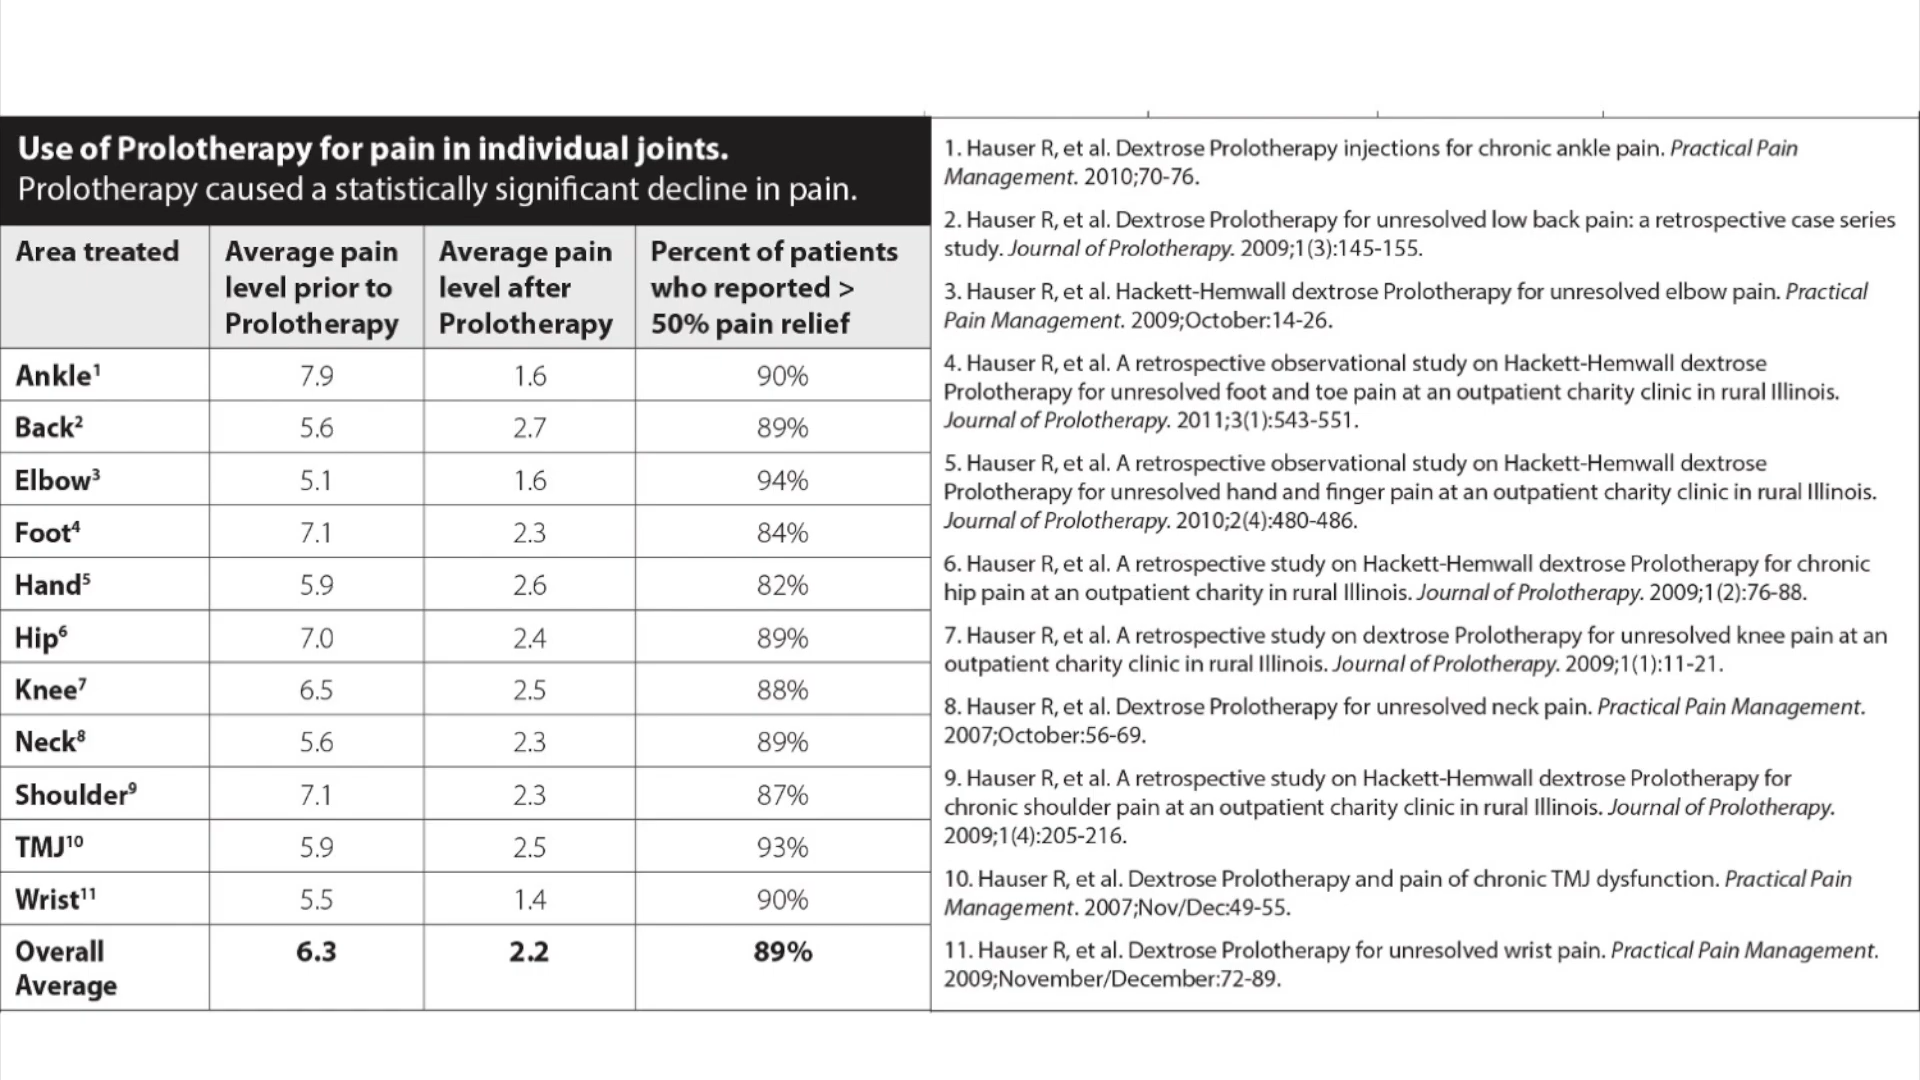 Use of Prolotherapy for pain in individual joints.
Prolotherapy caused a statistically significant decline in pain.
Area treated Average pain level prior to Prolotherapy Average pain level after Prolotherapy Percent of patients who reported > 50% pain relief
Ankle¹ 7.9 1.6 90%
Back² 5.6 2.7 89%
Elbow³ 5.1 1.6 94%
Foot⁴ 7.1 2.3 84%
Hand⁵ 5.9 2.6 82%
Hip⁶ 7.0 2.4 89%
Knee⁷ 6.5 2.5 88%
Neck⁸ 5.6 2.3 89%
Shoulder⁹ 7.1 2.3 87%
TMJ¹⁰ 5.9 2.5 93%
Wrist¹¹ 5.5 1.4 90%
Overall Average 6.3 2.2 89%
1. Hauser R, et al. Dextrose Prolotherapy injections for chronic ankle pain. Practical Pain
Management. 2010;70-76.
2. Hauser R, et al. Dextrose Prolotherapy for unresolved low back pain: a retrospective case series
study. Journal of Prolotherapy. 2009;1(3):145-155.
3. Hauser R, et al. Hackett-Hemwall dextrose Prolotherapy for unresolved elbow pain. Practical
Pain Management. 2009;October:14-26.
4. Hauser R, et al. A retrospective observational study on Hackett-Hemwall dextrose
Prolotherapy for unresolved foot and toe pain at an outpatient charity clinic in rural Illinois.
Journal of Prolotherapy. 2011;3(1):543-551.
5. Hauser R, et al. A retrospective observational study on Hackett-Hemwall dextrose
Prolotherapy for unresolved hand and finger pain at an outpatient charity clinic in rural Illinois.
Journal of Prolotherapy. 2010;2(4):480-486.
6. Hauser R, et al. A retrospective study on Hackett-Hemwall dextrose Prolotherapy for chronic
hip pain at an outpatient charity in rural Illinois. Journal of Prolotherapy. 2009;1(2):76-88.
7. Hauser R, et al. A retrospective study on dextrose Prolotherapy for unresolved knee pain at an
outpatient charity clinic in rural Illinois. Journal of Prolotherapy. 2009;1(1):11-21.
8. Hauser R, et al. Dextrose Prolotherapy for unresolved neck pain. Practical Pain Management.
2007;October:56-69.
9. Hauser R, et al. A retrospective study on Hackett-Hemwall dextrose Prolotherapy for
chronic shoulder pain at an outpatient charity clinic in rural Illinois. Journal of Prolotherapy.
2009;1(4):205-216.
10. Hauser R, et al. Dextrose Prolotherapy and pain of chronic TMJ dysfunction. Practical Pain
Management. 2007;Nov/Dec:49-55.
11. Hauser R, et al. Dextrose Prolotherapy for unresolved wrist pain. Practical Pain Management.
2009;November/December:72-89.